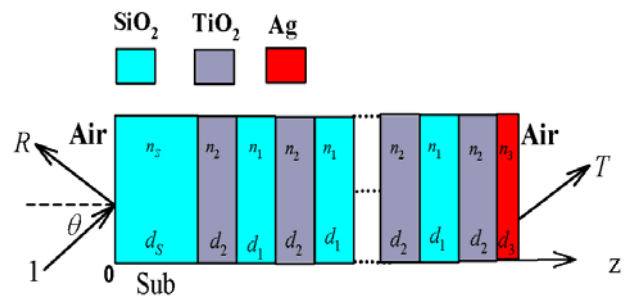 SiO₂ TiO₂ Ag
R Air nₛ n₂ n₁ n₂ n₁ n₂ n₁ n₂ n₃ Air T
θ
1 dₛ d₂ d₁ d₂ d₁ d₂ d₁ d₂ d₃
0 Sub z